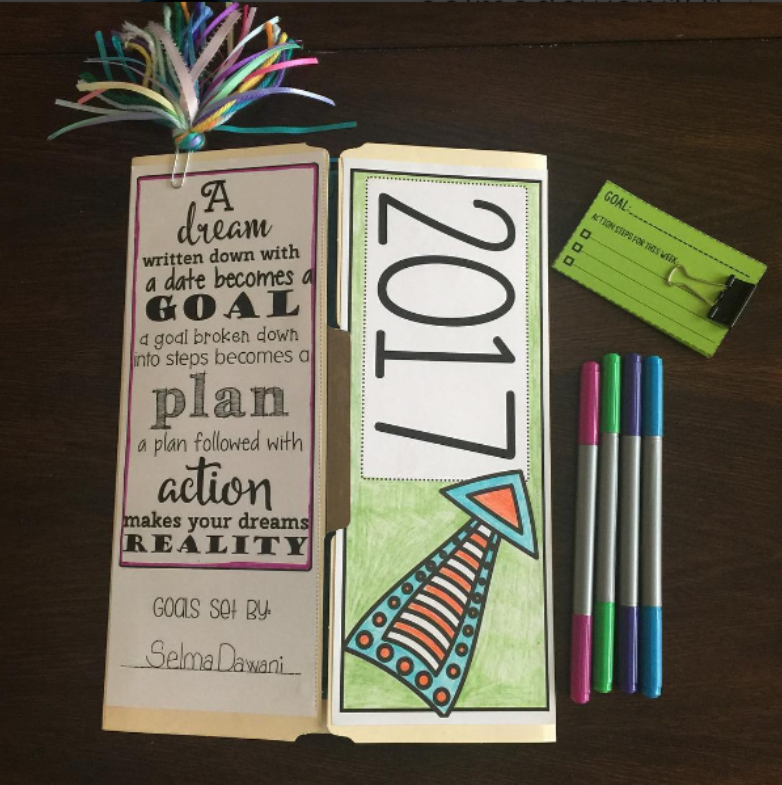 A
dream
written down with
a date becomes a
GOAL
a goal broken down
into steps becomes a
plan
a plan followed with
action
makes your dreams
REALITY
GOALS SET BY:
Selma Dawani
2017
GOAL:
ACTION STEPS FOR THIS WEEK: